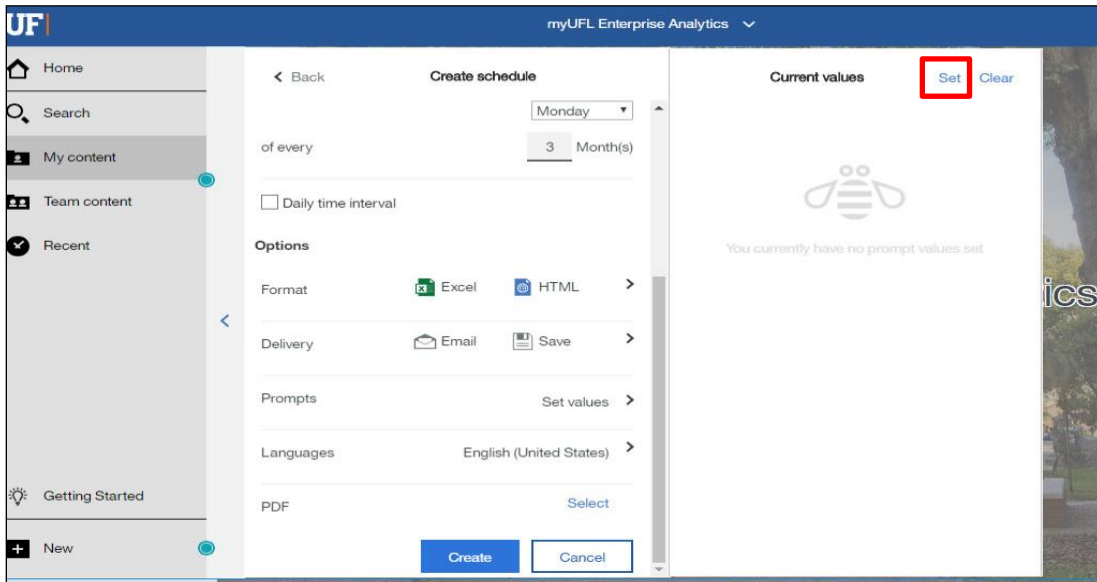 UF
myUFL Enterprise Analytics
Home
Search
My content
Team content
Recent
Getting Started
New
Back
Create schedule
Monday
of every 3 Month(s)
Daily time interval
Options
Format Excel HTML
Delivery Email Save
Prompts Set values
Languages English (United States)
PDF Select
Create Cancel
Current values Set Clear
You currently have no prompt values set
ics